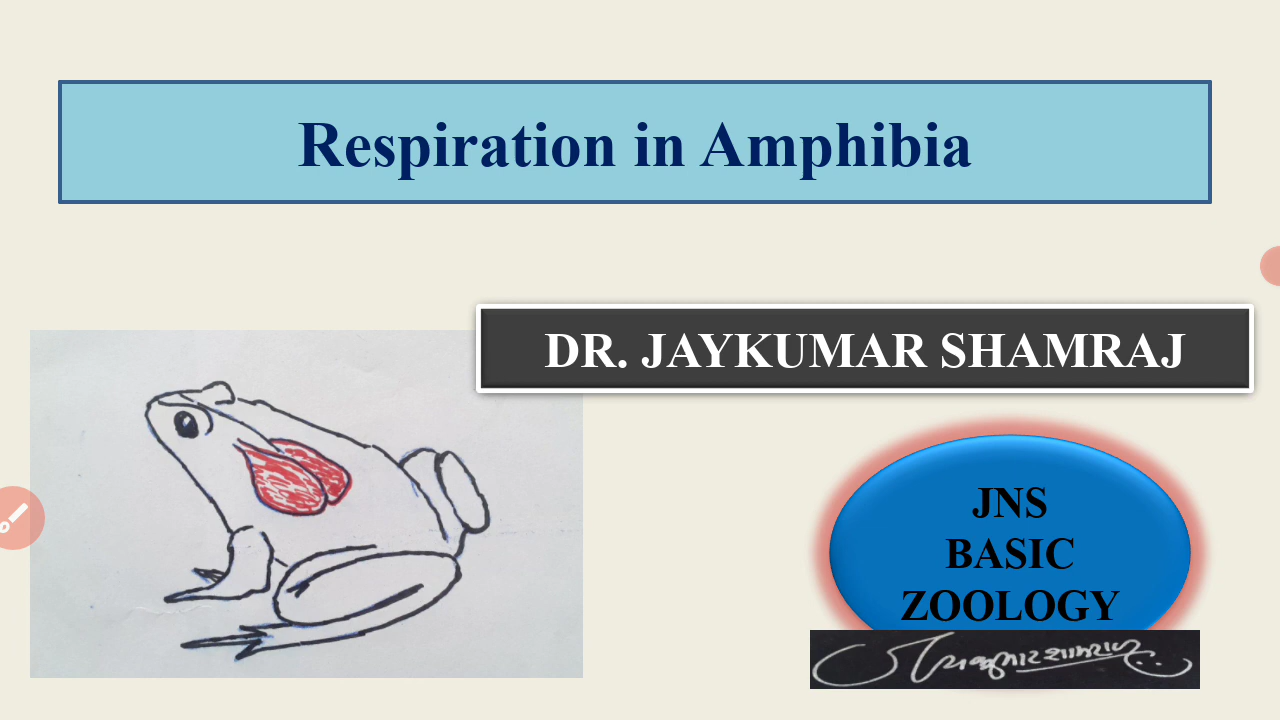 Respiration in Amphibia
DR. JAYKUMAR SHAMRAJ
JNS
BASIC
ZOOLOGY